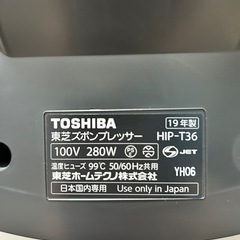 TOSHIBA
19年製
東芝ズボンプレッサー HIP-T36
100V 280W S JET
温度ヒューズ 99℃ 50/60Hz共用 YH06
東芝ホームテクノ株式会社
日本国内専用 Use only in Japan